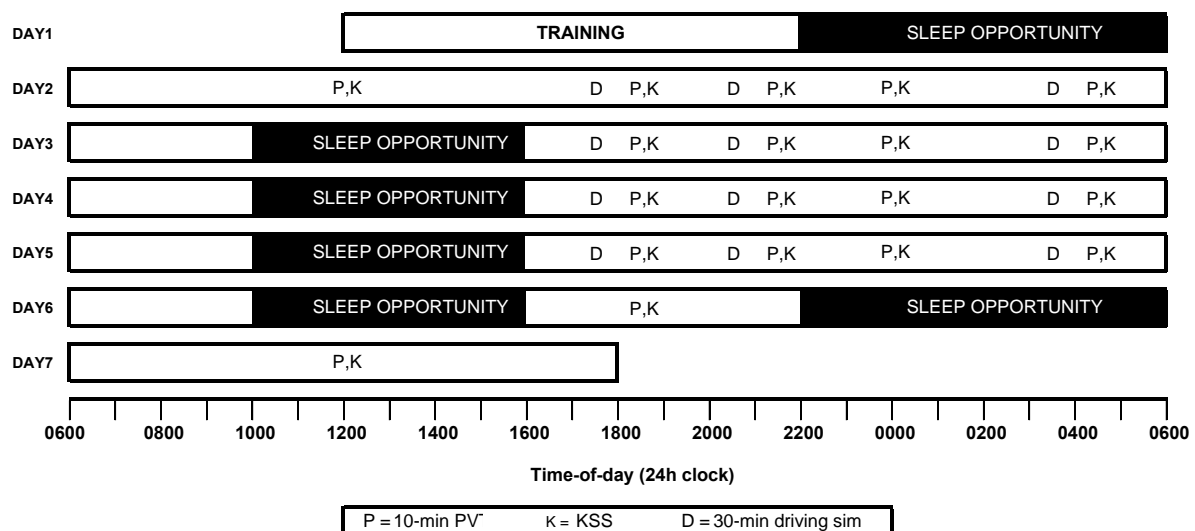 DAY1 TRAINING SLEEP OPPORTUNITY
DAY2 P,K D P,K D P,K P,K D P,K
DAY3 SLEEP OPPORTUNITY D P,K D P,K P,K D P,K
DAY4 SLEEP OPPORTUNITY D P,K D P,K P,K D P,K
DAY5 SLEEP OPPORTUNITY D P,K D P,K P,K D P,K
DAY6 SLEEP OPPORTUNITY P,K SLEEP OPPORTUNITY
DAY7 P,K
0600 0800 1000 1200 1400 1600 1800 2000 2200 0000 0200 0400 0600
Time-of-day (24h clock)
P = 10-min K = KSS D = 30-min driving sim